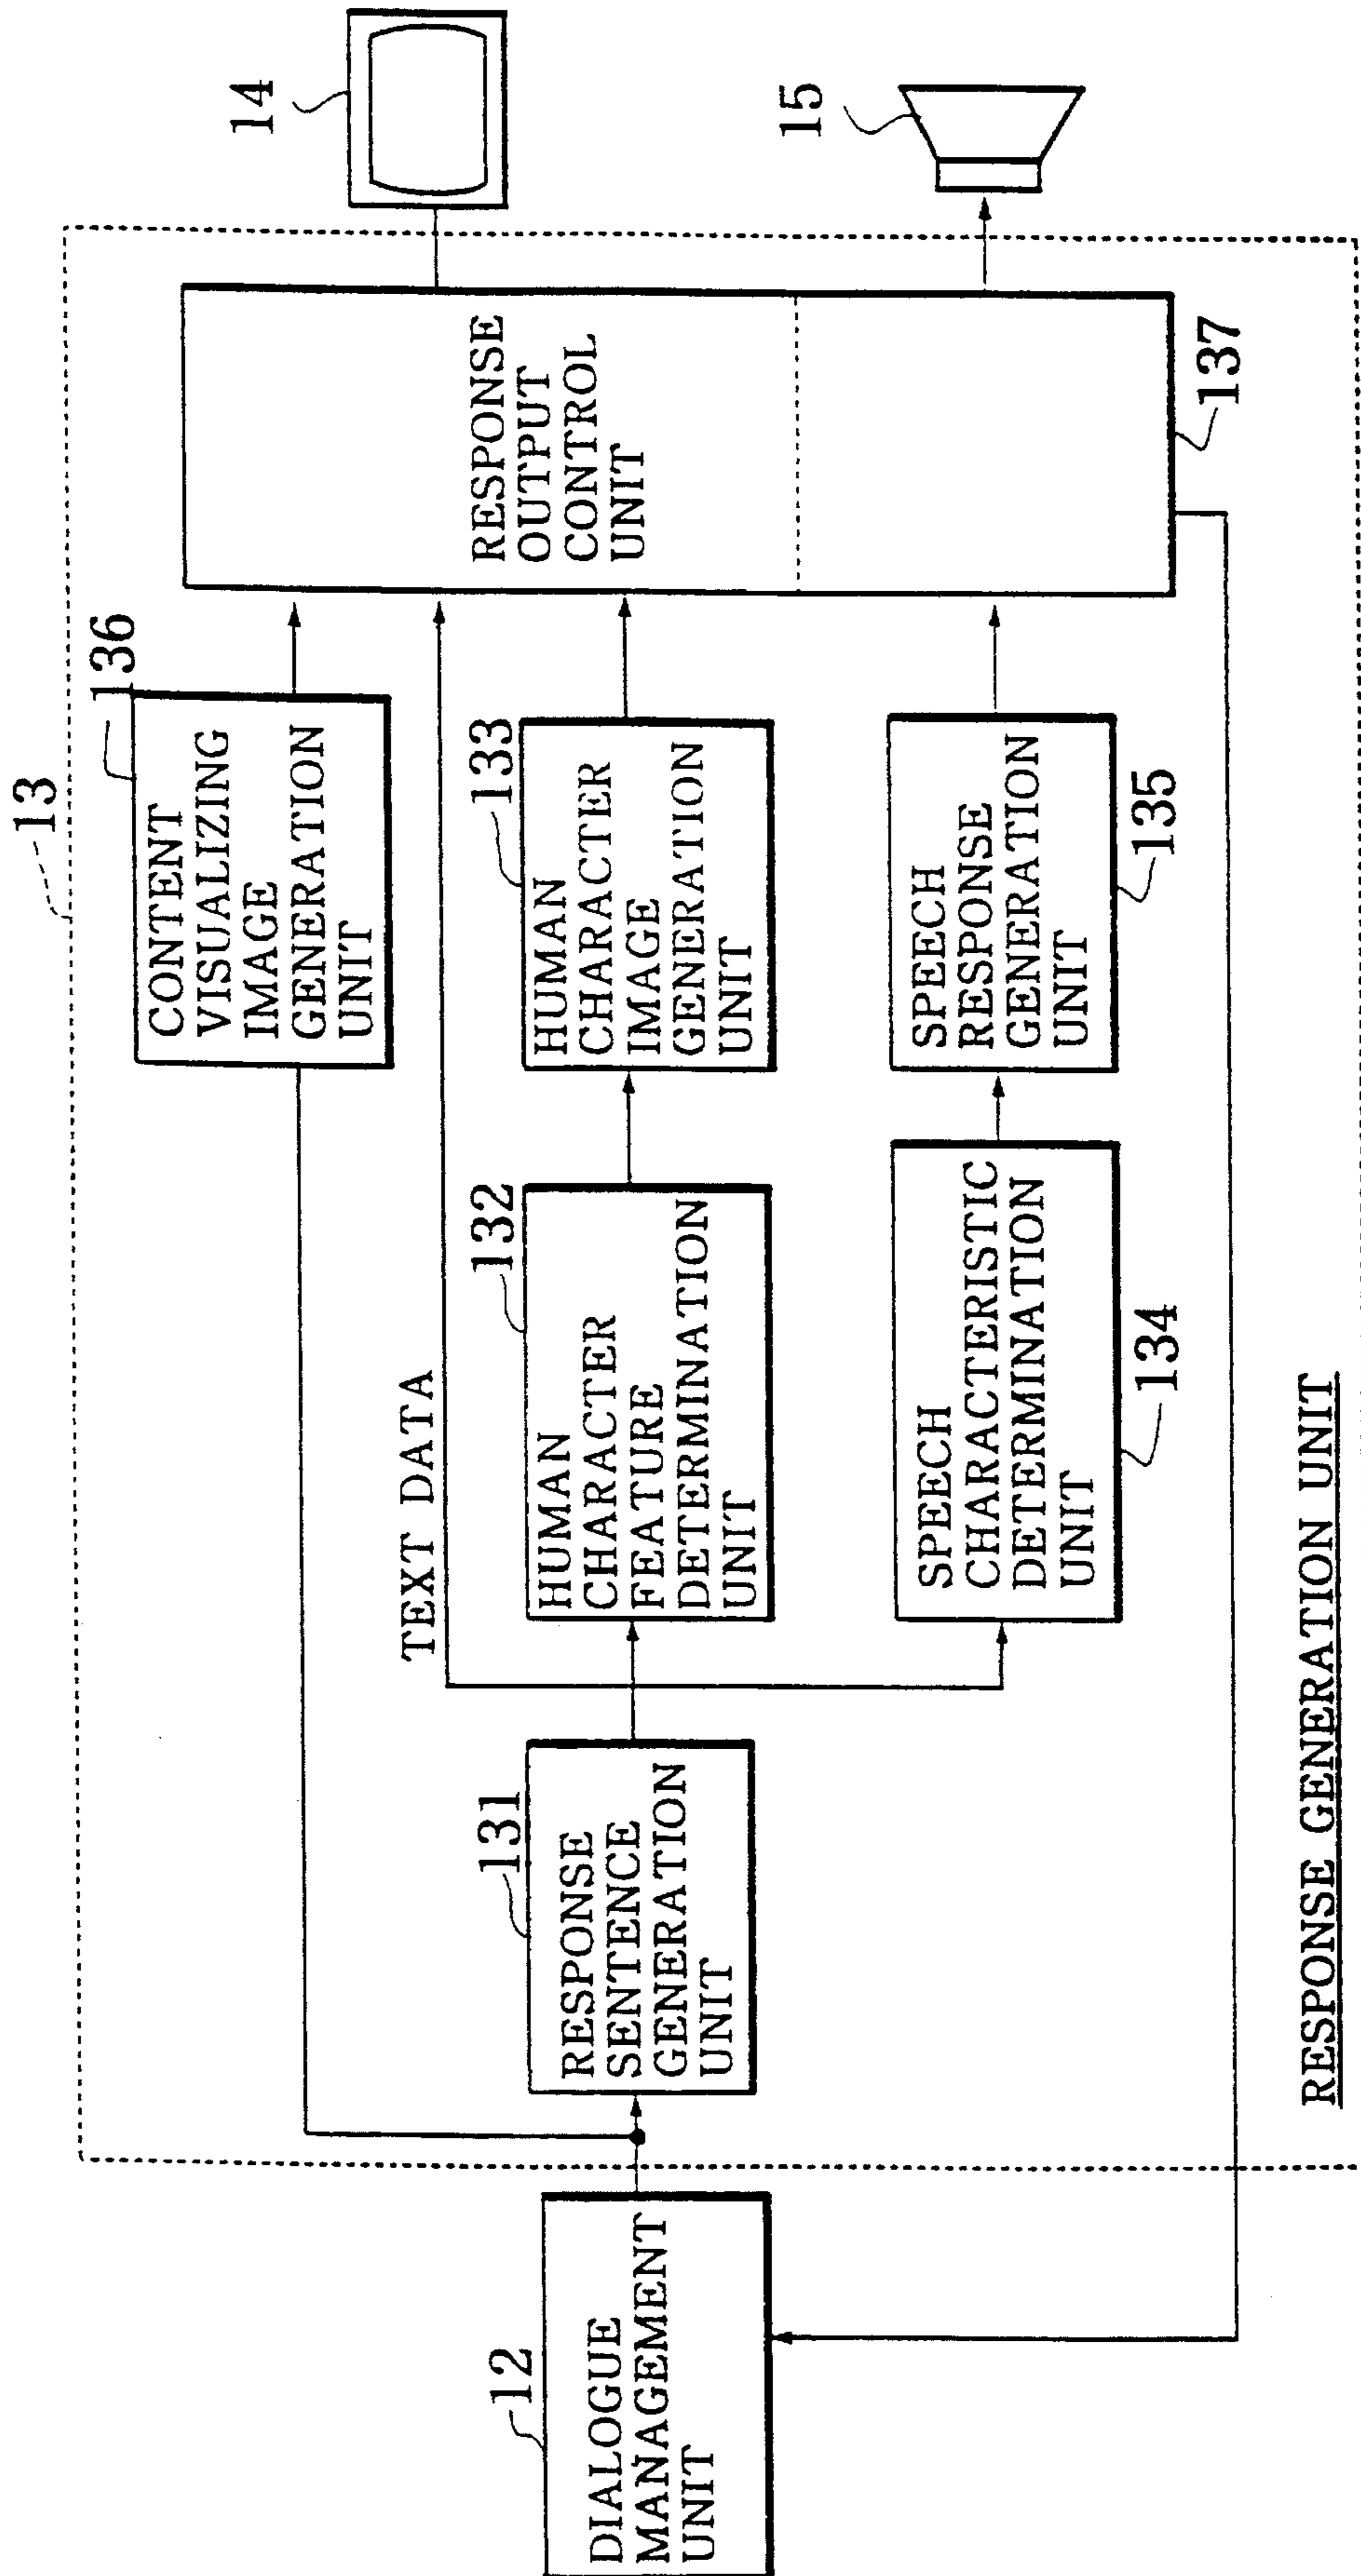 13
14
15
136
CONTENT
VISUALIZING
IMAGE
GENERATION
UNIT
TEXT DATA
12
DIALOGUE
MANAGEMENT
UNIT
131
RESPONSE
SENTENCE
GENERATION
UNIT
132
HUMAN
CHARACTER
FEATURE
DETERMINATION
UNIT
133
HUMAN
CHARACTER
IMAGE
GENERATION
UNIT
RESPONSE
OUTPUT
CONTROL
UNIT
137
SPEECH
CHARACTERISTIC
DETERMINATION
UNIT
134
SPEECH
RESPONSE
GENERATION
UNIT
135
RESPONSE GENERATION UNIT